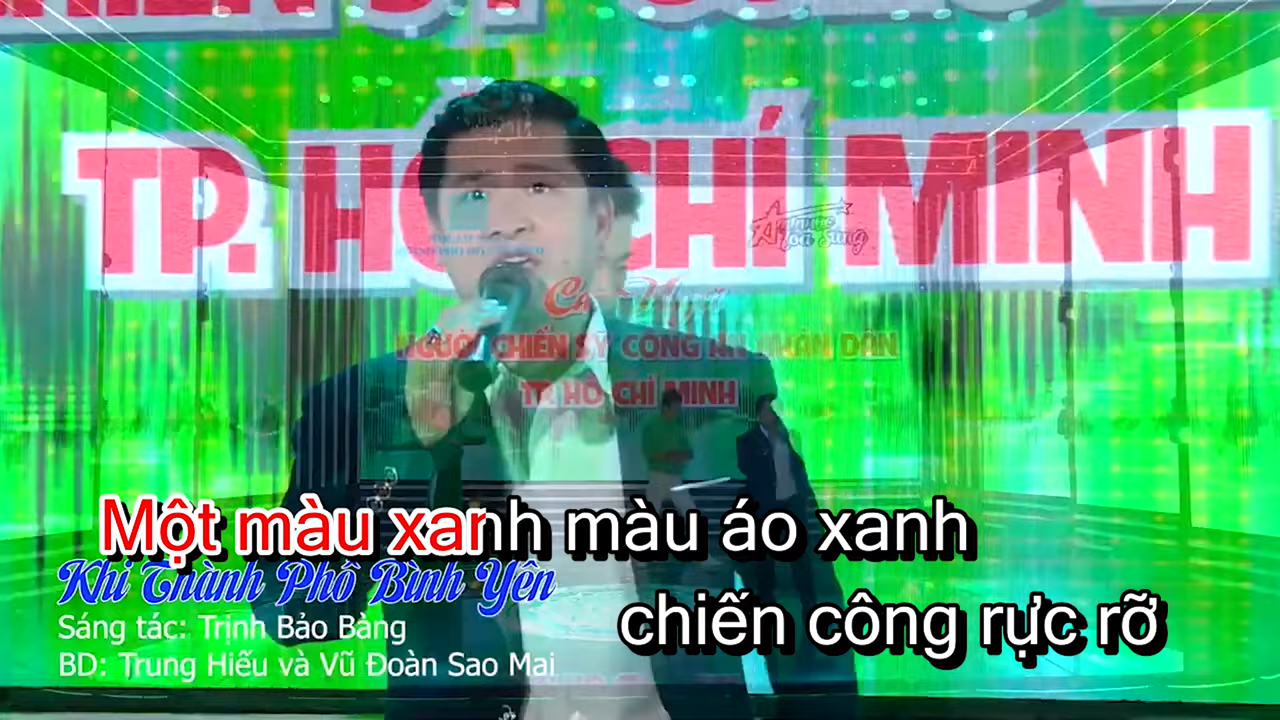 TP. HỒ CHÍ MINH
NGƯỜI CHIẾN SỸ CÔNG AN NHÂN DÂN
TP. HỒ CHÍ MINH
Một màu xanh màu áo xanh
chiến công rực rỡ
Khi Thành Phố Bình Yên
Sáng tác: Trịnh Bảo Bằng
BD: Trung Hiếu và Vũ Đoàn Sao Mai